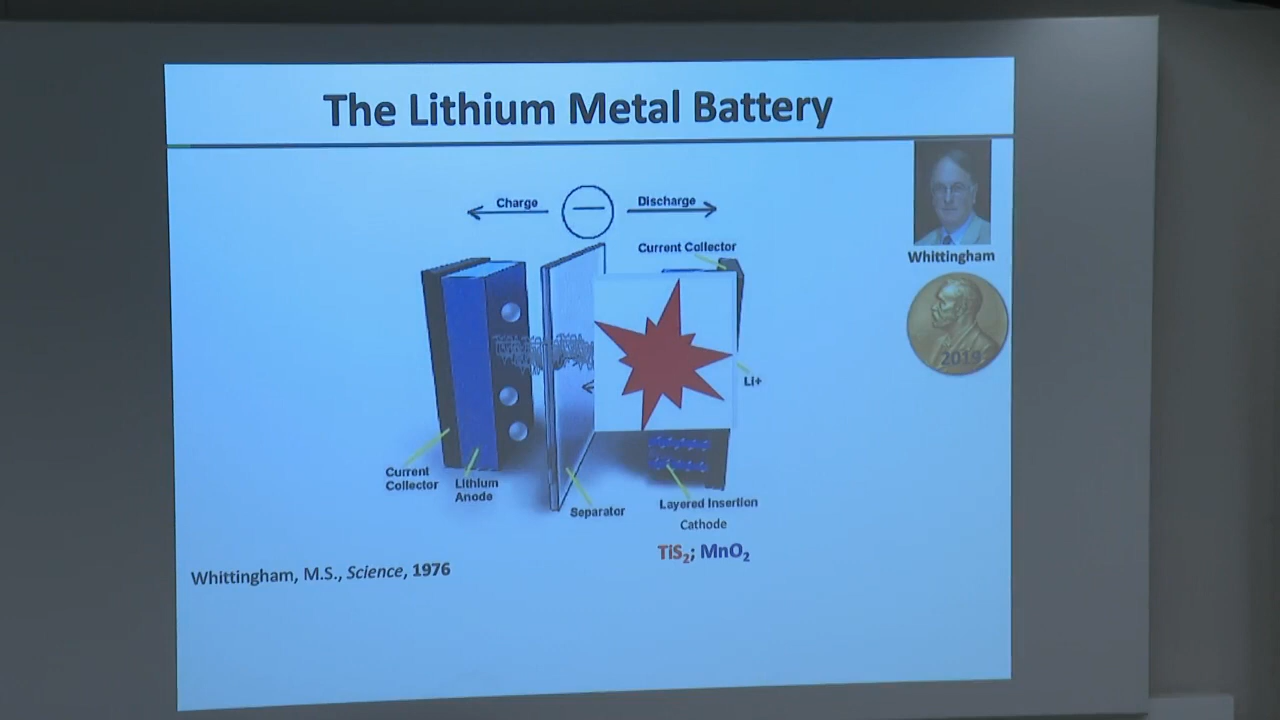 The Lithium Metal Battery
Charge
Discharge
Current Collector
Whittingham
2019
Li+
Current
Collector
Lithium
Anode
Separator
Layered Insertion
Cathode
TiS₂; MnO₂
Whittingham, M.S., Science, 1976